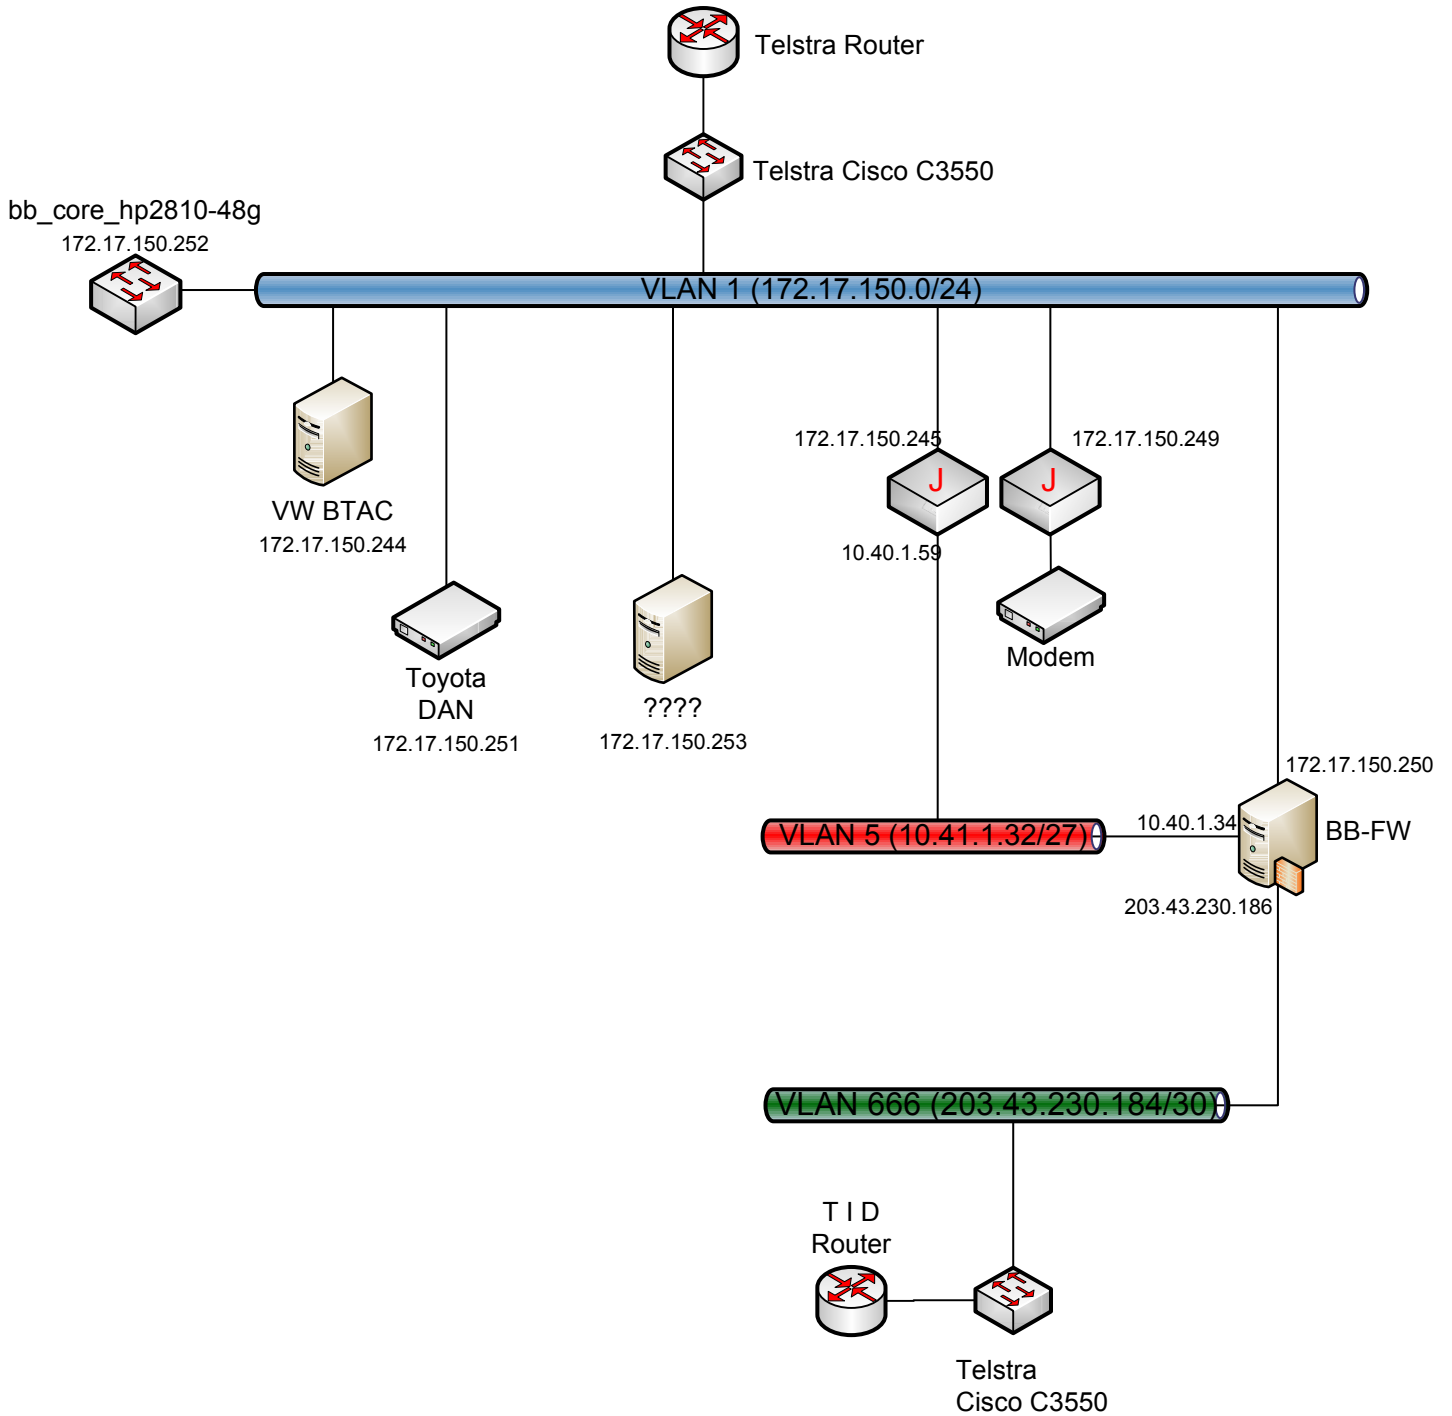 Telstra Router
Telstra Cisco C3550
bb_core_hp2810-48g
172.17.150.252
VLAN 1 (172.17.150.0/24)
172.17.150.245
172.17.150.249
J
J
VW BTAC
172.17.150.244
10.40.1.59
Modem
Toyota
DAN
172.17.150.251
????
172.17.150.253
172.17.150.250
10.40.1.34
BB-FW
VLAN 5 (10.41.1.32/27)
203.43.230.186
VLAN 666 (203.43.230.184/30)
T I D
Router
Telstra
Cisco C3550